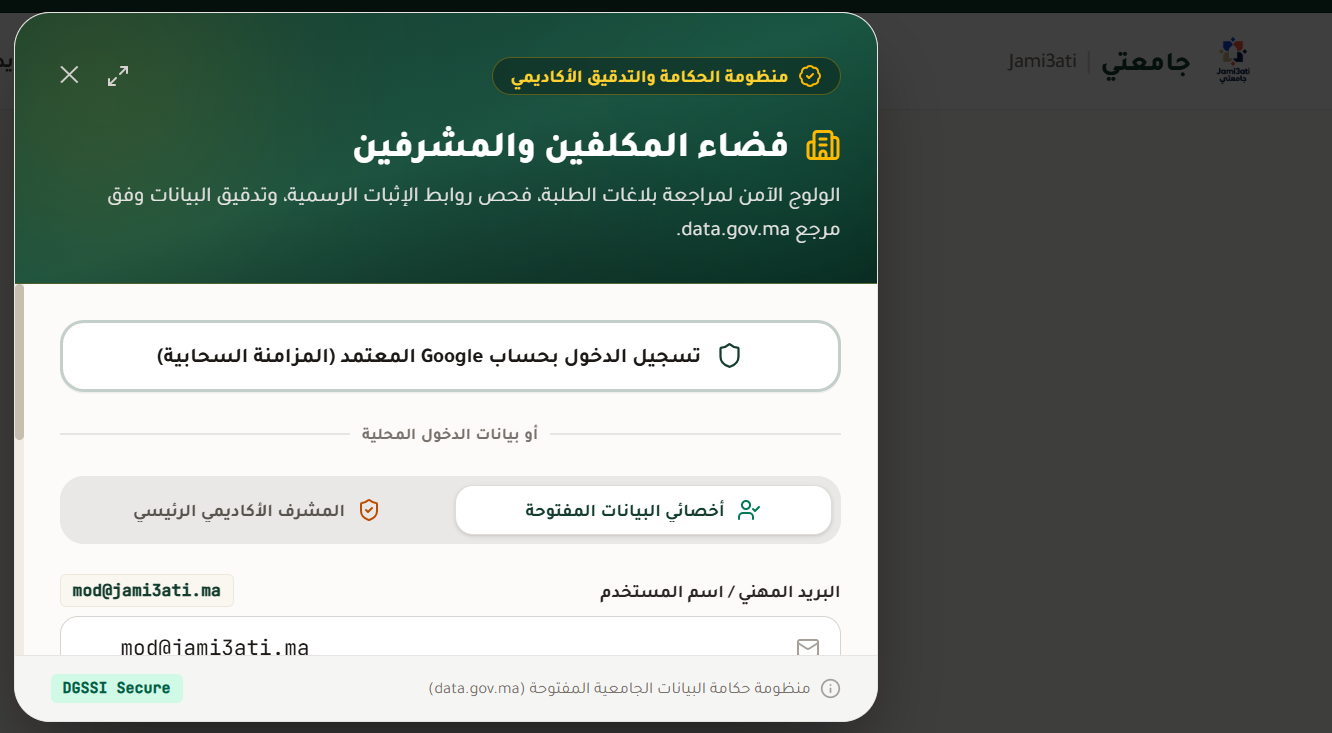 جامعتي | Jami3ati
Jami3ati
جامعتي
منظومة الحكامة والتدقيق الأكاديمي
فضاء المكلفين والمشرفين
الولوج الآمن لمراجعة بلاغات الطلبة، فحص روابط الإثبات الرسمية، وتدقيق البيانات وفق
مرجع data.gov.ma.
تسجيل الدخول بحساب Google المعتمد (المزامنة السحابية)
أو بيانات الدخول المحلية
أخصائي البيانات المفتوحة
المشرف الأكاديمي الرئيسي
البريد المهني / اسم المستخدم
mod@jami3ati.ma
mod@jami3ati.ma
منظومة حكامة البيانات الجامعية المفتوحة (data.gov.ma)
DGSSI Secure